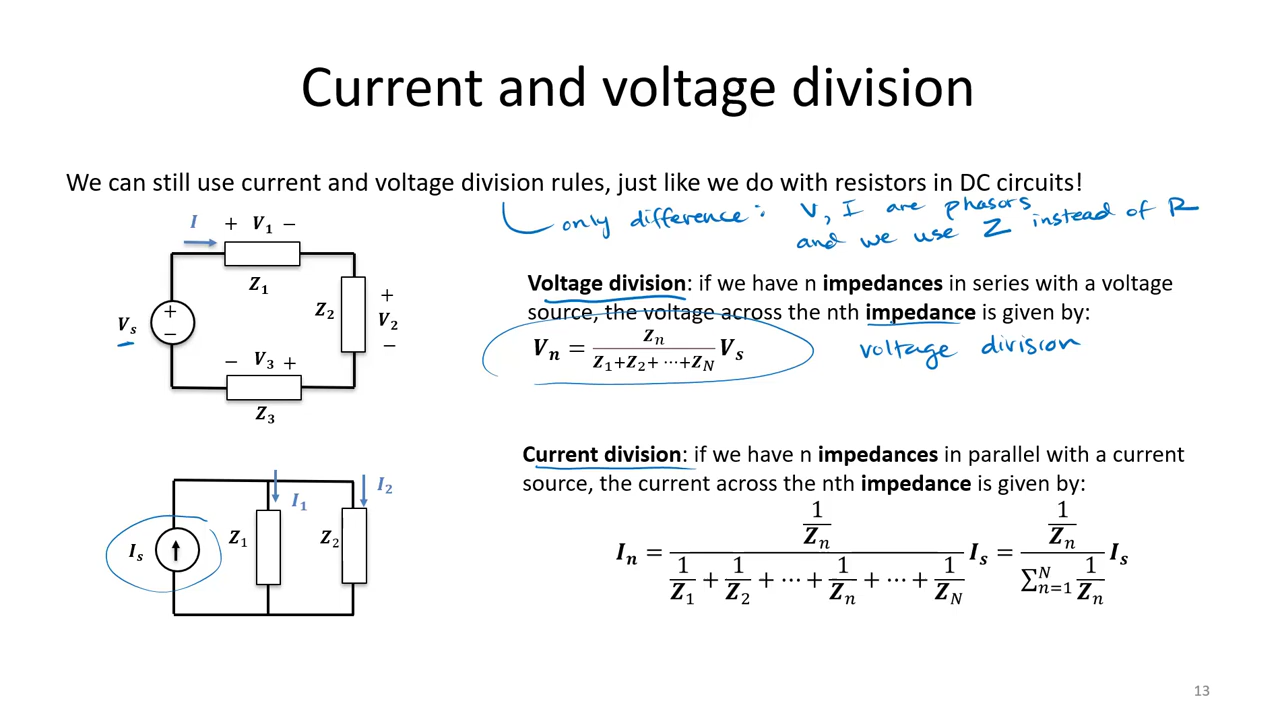 Current and voltage division
We can still use current and voltage division rules, just like we do with resistors in DC circuits!
only difference: V, I are phasors
and we use Z instead of R
I + V₁ −
Z₁
Z₂
+
V₂
−
Vₛ
+
−
− V₃ +
Z₃
Voltage division: if we have n impedances in series with a voltage
source, the voltage across the nth impedance is given by:
Vₙ = Zₙ / (Z₁+Z₂+ ⋯+Z_N) Vₛ
voltage division
I₁
I₂
Iₛ
Z₁
Z₂
Current division: if we have n impedances in parallel with a current
source, the current across the nth impedance is given by:
Iₙ = (1/Zₙ) / (1/Z₁ + 1/Z₂ + ⋯ + 1/Zₙ + ⋯ + 1/Z_N) Iₛ = (1/Zₙ) / (∑ₙ₌₁ᴺ 1/Zₙ) Iₛ
13